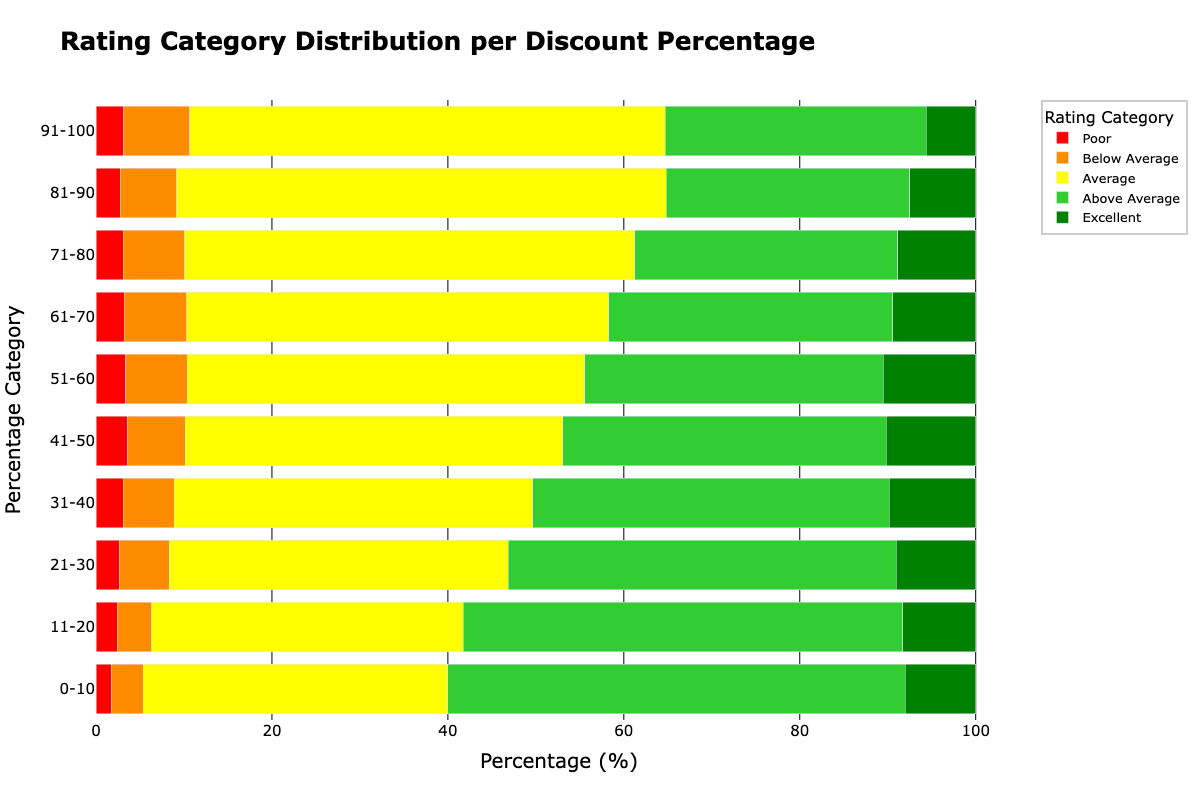 Rating Category Distribution per Discount Percentage
Rating Category
Poor
Below Average
Average
Above Average
Excellent
Percentage Category
91-100
81-90
71-80
61-70
51-60
41-50
31-40
21-30
11-20
0-10
0 20 40 60 80 100
Percentage (%)